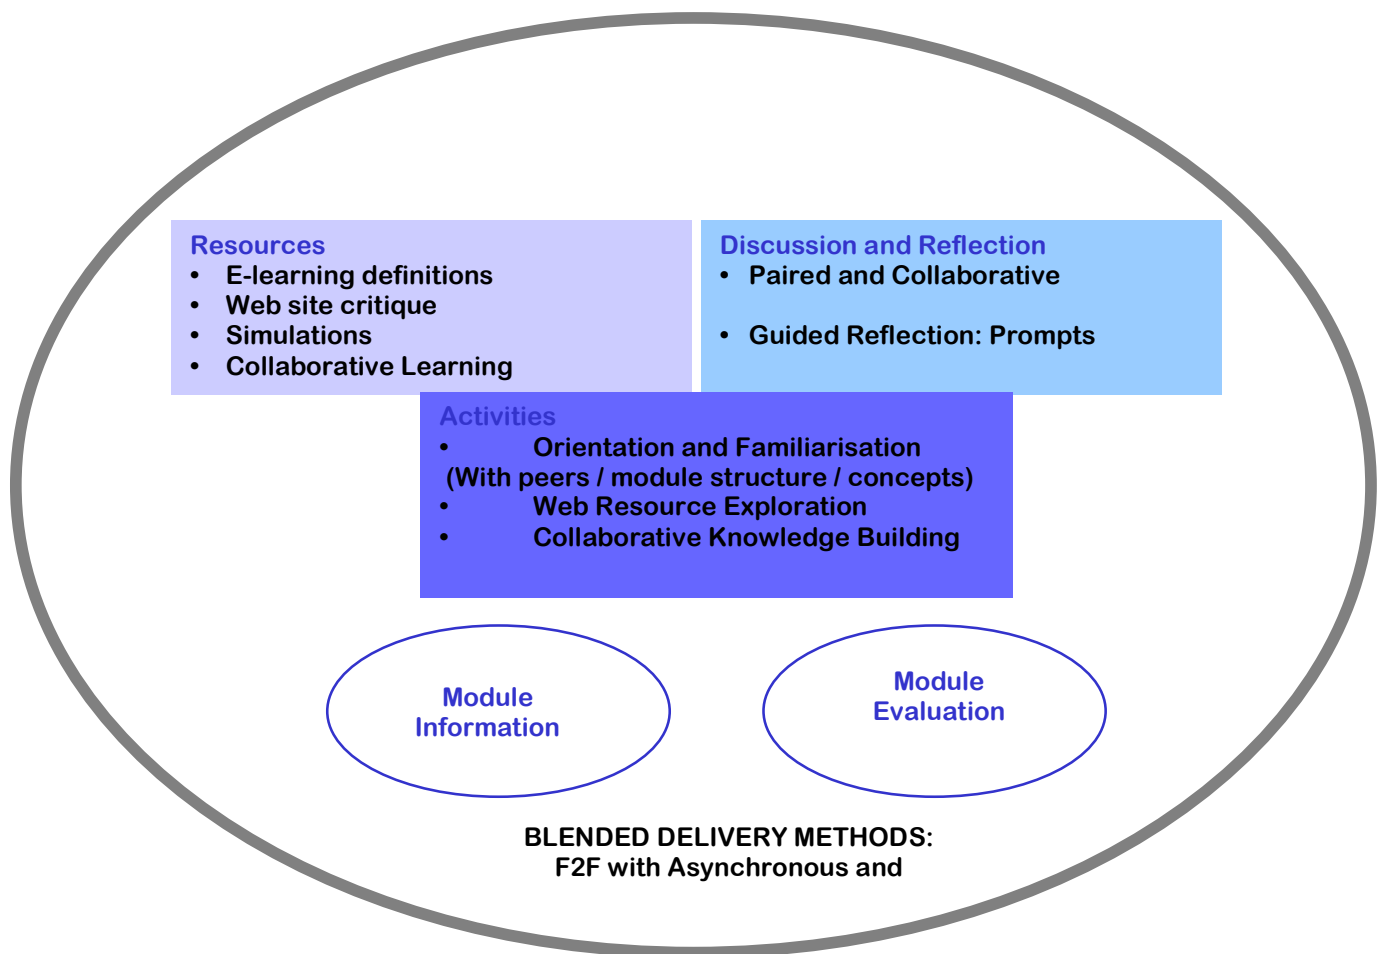 Resources
• E-learning definitions
• Web site critique
• Simulations
• Collaborative Learning
Discussion and Reflection
• Paired and Collaborative
• Guided Reflection: Prompts
Activities
• Orientation and Familiarisation
(With peers / module structure / concepts)
• Web Resource Exploration
• Collaborative Knowledge Building
Module
Information
Module
Evaluation
BLENDED DELIVERY METHODS:
F2F with Asynchronous and